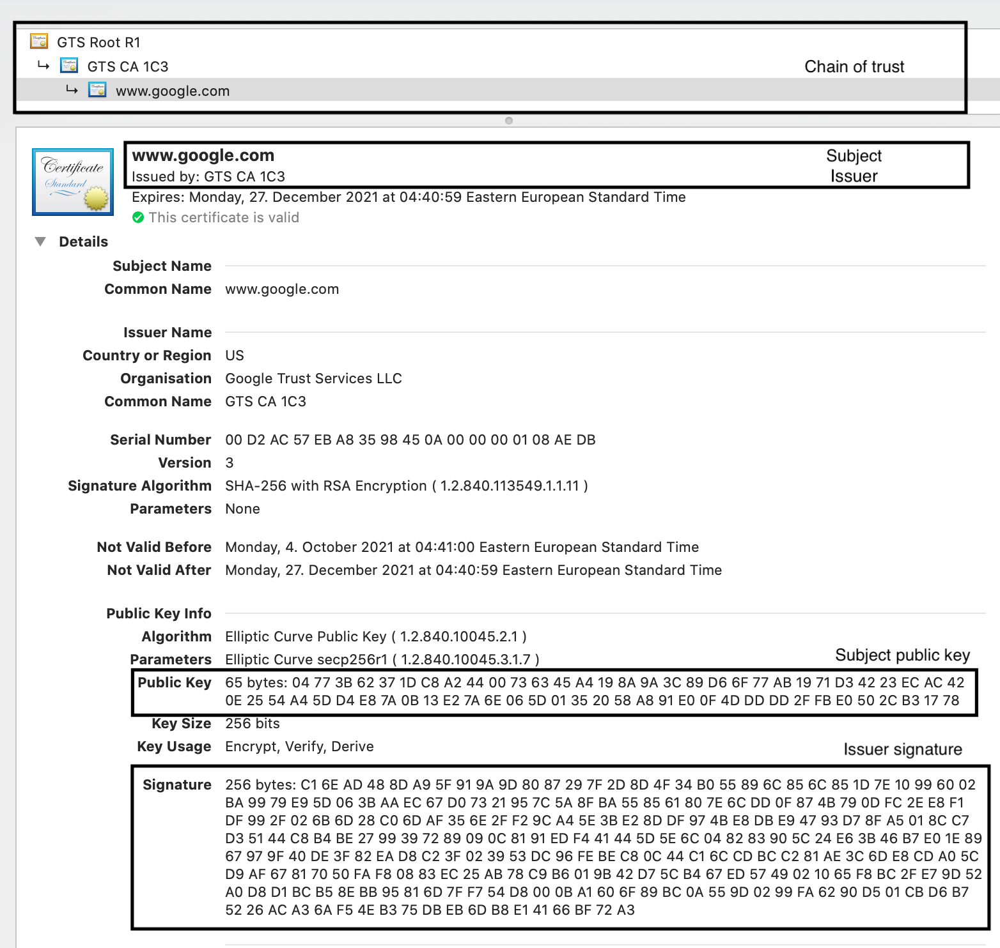 GTS Root R1
GTS CA 1C3
Chain of trust
www.google.com
Certificate
Standard
www.google.com
Subject
Issued by: GTS CA 1C3
Issuer
Expires: Monday, 27. December 2021 at 04:40:59 Eastern European Standard Time
This certificate is valid
Details
Subject Name
Common Name www.google.com
Issuer Name
Country or Region US
Organisation Google Trust Services LLC
Common Name GTS CA 1C3
Serial Number 00 D2 AC 57 EB A8 35 98 45 0A 00 00 00 01 08 AE DB
Version 3
Signature Algorithm SHA-256 with RSA Encryption ( 1.2.840.113549.1.1.11 )
Parameters None
Not Valid Before Monday, 4. October 2021 at 04:41:00 Eastern European Standard Time
Not Valid After Monday, 27. December 2021 at 04:40:59 Eastern European Standard Time
Public Key Info
Algorithm Elliptic Curve Public Key ( 1.2.840.10045.2.1 )
Parameters Elliptic Curve secp256r1 ( 1.2.840.10045.3.1.7 )
Subject public key
Public Key 65 bytes: 04 77 3B 62 37 1D C8 A2 44 00 73 63 45 A4 19 8A 9A 3C 89 D6 6F 77 AB 19 71 D3 42 23 EC AC 42
0E 25 54 A4 5D D4 E8 7A 0B 13 E2 7A 6E 06 5D 01 35 20 58 A8 91 E0 0F 4D DD DD 2F FB E0 50 2C B3 17 78
Key Size 256 bits
Key Usage Encrypt, Verify, Derive
Issuer signature
Signature 256 bytes: C1 6E AD 48 8D A9 5F 91 9A 9D 80 87 29 7F 2D 8D 4F 34 B0 55 89 6C 85 6C 85 1D 7E 10 99 60 02
BA 99 79 E9 5D 06 3B AA EC 67 D0 73 21 95 7C 5A 8F BA 55 85 61 80 7E 6C DD 0F 87 4B 79 0D FC 2E E8 F1
DF 99 2F 02 6B 6D 28 C0 6D AF 35 6E 2F F2 9C A4 5E 3B E2 8D DF 97 4B E8 DB E9 47 93 D7 8F A5 01 8C C7
D3 51 44 C8 B4 BE 27 99 39 72 89 09 0C 81 91 ED F4 41 44 5D 5E 6C 04 82 83 90 5C 24 E6 3B 46 B7 E0 1E 89
67 97 9F 40 DE 3F 82 EA D8 C2 3F 02 39 53 DC 96 FE BE C8 0C 44 C1 6C CD BC C2 81 AE 3C 6D E8 CD A0 5C
D9 AF 67 81 70 50 FA F8 08 83 EC 25 AB 78 C9 B6 01 9B 42 D7 5C B4 67 ED 57 49 02 10 65 F8 BC 2F E7 9D 52
A0 D8 D1 BC B5 8E BB 95 81 6D 7F F7 54 D8 00 0B A1 60 6F 89 BC 0A 55 9D 02 99 FA 62 90 D5 01 CB D6 B7
52 26 AC A3 6A F5 4E B3 75 DB EB 6D B8 E1 41 66 BF 72 A3